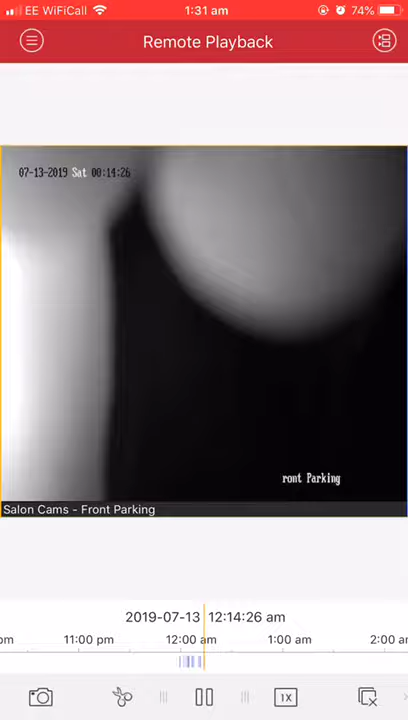 EE WiFiCall 1:31 am 74%
Remote Playback
07-13-2019 Sat 00:14:26
ront Parking
Salon Cams - Front Parking
2019-07-13 12:14:26 am
pm 11:00 pm 12:00 am 1:00 am 2:00 am
1X